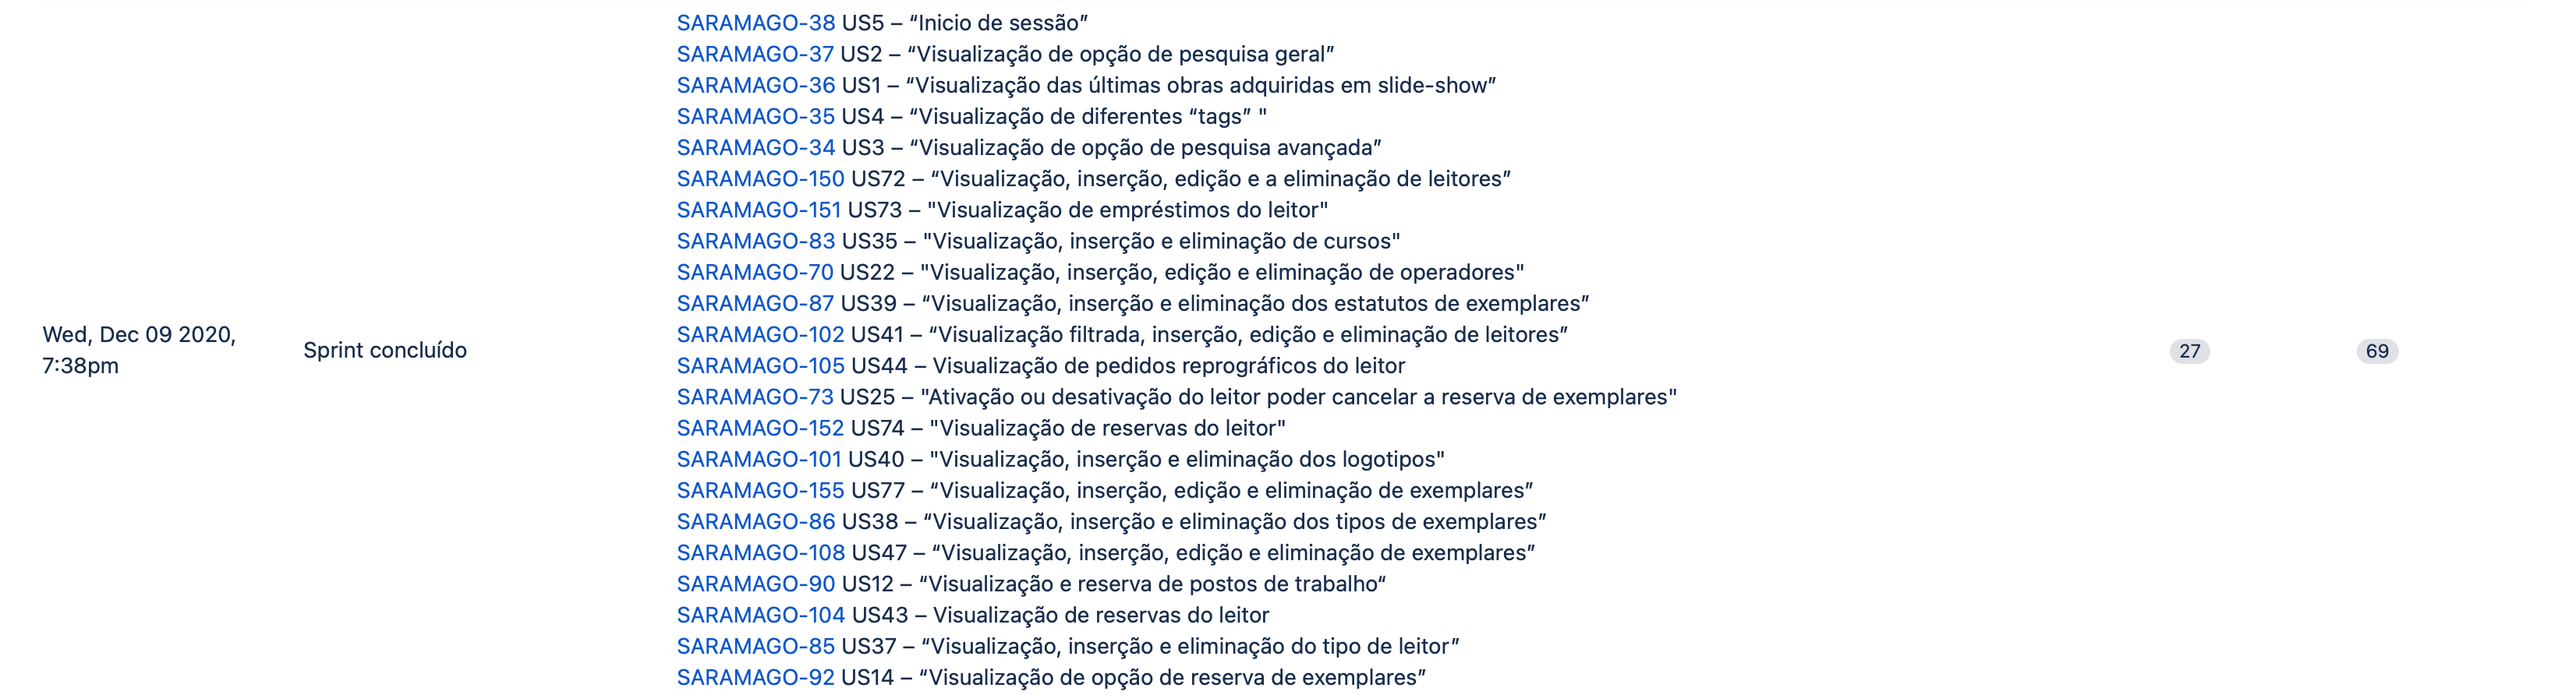 SARAMAGO-38 US5 – “Inicio de sessão”
SARAMAGO-37 US2 – “Visualização de opção de pesquisa geral”
SARAMAGO-36 US1 – “Visualização das últimas obras adquiridas em slide-show”
SARAMAGO-35 US4 – “Visualização de diferentes “tags” "
SARAMAGO-34 US3 – “Visualização de opção de pesquisa avançada”
SARAMAGO-150 US72 – “Visualização, inserção, edição e a eliminação de leitores”
SARAMAGO-151 US73 – "Visualização de empréstimos do leitor"
SARAMAGO-83 US35 – "Visualização, inserção e eliminação de cursos"
SARAMAGO-70 US22 – "Visualização, inserção, edição e eliminação de operadores"
SARAMAGO-87 US39 – “Visualização, inserção e eliminação dos estatutos de exemplares”
Wed, Dec 09 2020,
7:38pm
Sprint concluído
SARAMAGO-102 US41 – “Visualização filtrada, inserção, edição e eliminação de leitores”
SARAMAGO-105 US44 – Visualização de pedidos reprográficos do leitor
27
69
SARAMAGO-73 US25 – "Ativação ou desativação do leitor poder cancelar a reserva de exemplares"
SARAMAGO-152 US74 – "Visualização de reservas do leitor"
SARAMAGO-101 US40 – "Visualização, inserção e eliminação dos logotipos"
SARAMAGO-155 US77 – “Visualização, inserção, edição e eliminação de exemplares”
SARAMAGO-86 US38 – “Visualização, inserção e eliminação dos tipos de exemplares”
SARAMAGO-108 US47 – “Visualização, inserção, edição e eliminação de exemplares”
SARAMAGO-90 US12 – “Visualização e reserva de postos de trabalho“
SARAMAGO-104 US43 – Visualização de reservas do leitor
SARAMAGO-85 US37 – “Visualização, inserção e eliminação do tipo de leitor”
SARAMAGO-92 US14 – “Visualização de opção de reserva de exemplares”